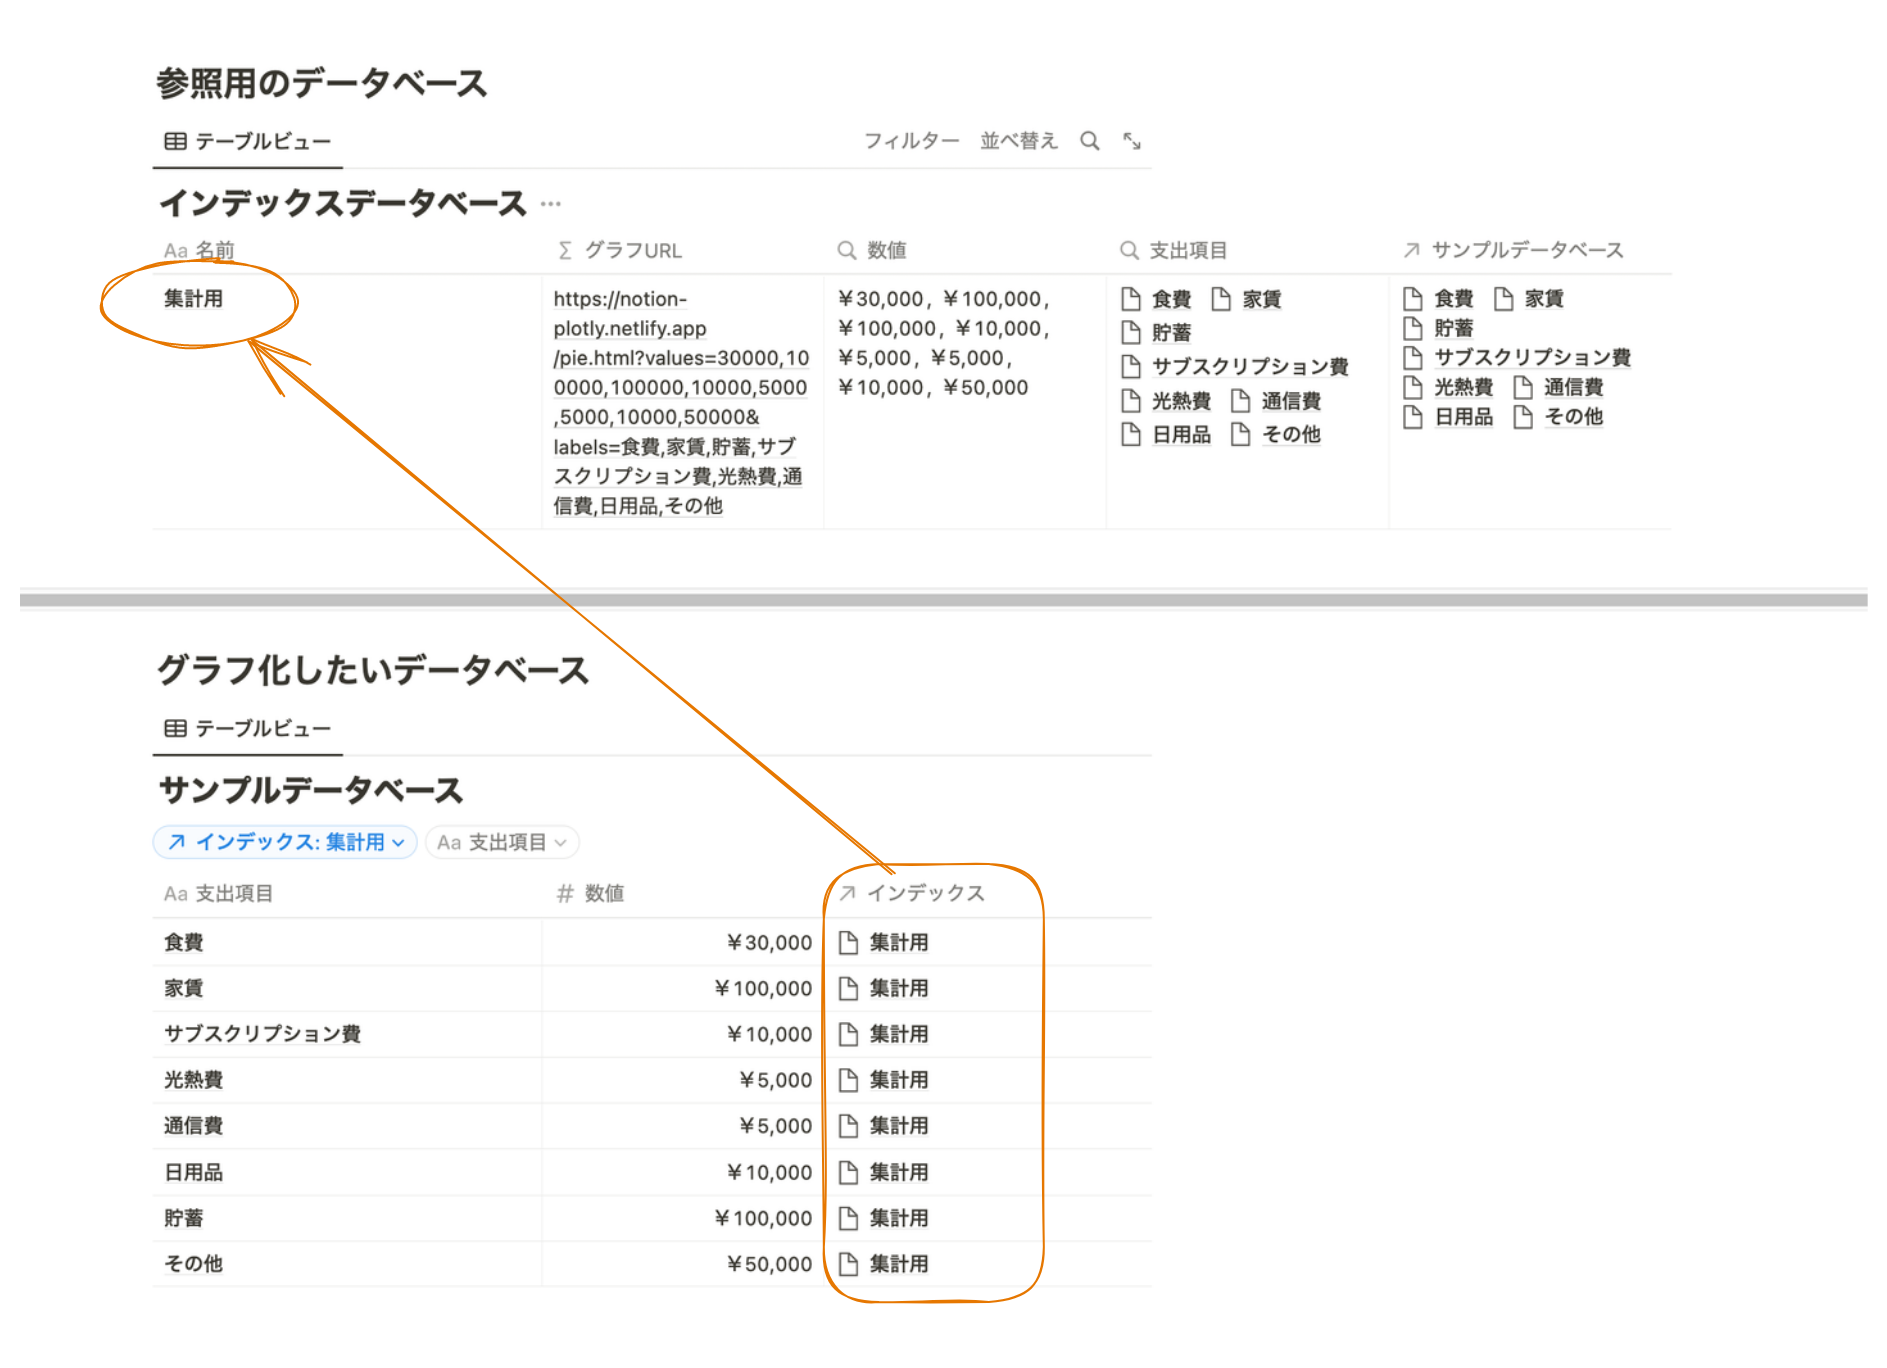 参照用のデータベース
テーブルビュー
フィルター 並べ替え
インデックスデータベース ...
Aa 名前
Σ グラフURL
数値
支出項目
サンプルデータベース
集計用
https://notion-
plotly.netlify.app
/pie.html?values=30000,10
0000,100000,10000,5000
,5000,10000,50000&
labels=食費,家賃,貯蓄,サブ
スクリプション費,光熱費,通
信費,日用品,その他
¥30,000, ¥100,000,
¥100,000, ¥10,000,
¥5,000, ¥5,000,
¥10,000, ¥50,000
食費 家賃
貯蓄
サブスクリプション費
光熱費 通信費
日用品 その他
食費 家賃
貯蓄
サブスクリプション費
光熱費 通信費
日用品 その他
グラフ化したいデータベース
テーブルビュー
サンプルデータベース
インデックス: 集計用 Aa 支出項目
Aa 支出項目 # 数値 インデックス
食費 ¥30,000 集計用
家賃 ¥100,000 集計用
サブスクリプション費 ¥10,000 集計用
光熱費 ¥5,000 集計用
通信費 ¥5,000 集計用
日用品 ¥10,000 集計用
貯蓄 ¥100,000 集計用
その他 ¥50,000 集計用